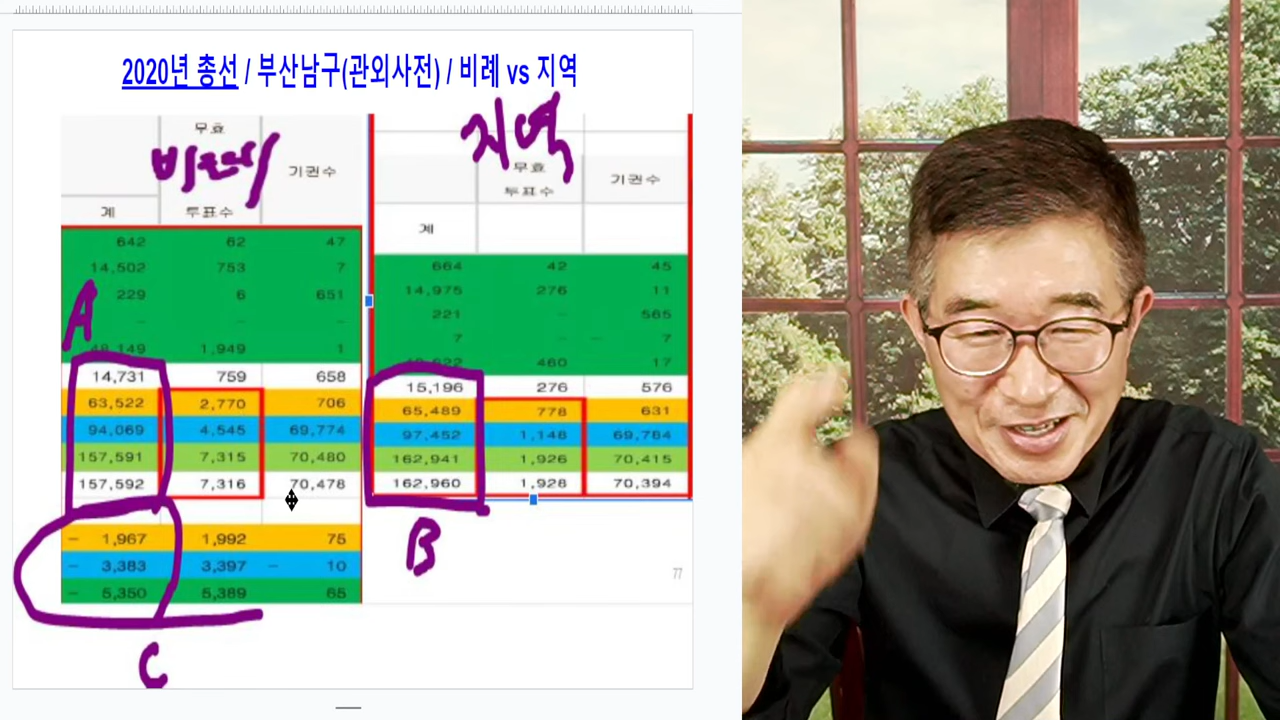 2020년 총선 / 부산남구(관외사전) / 비례 vs 지역
비례
지역
무효
계 투표수 기권수
642 62 47
14,502 753 7
229 6 651
– – –
48,149 1,949 1
A
14,731 759 658
63,522 2,770 706
94,069 4,545 69,774
157,591 7,315 70,480
157,592 7,316 70,478
– 1,967 1,992 75
– 3,383 3,397 – 10
– 5,350 5,389 65
C
무효
투표수 기권수
계
664 42 45
14,975 276 11
221 – 565
7 – – 7
460 17
15,196 276 576
65,489 778 631
97,452 1,148 69,784
162,941 1,926 70,415
162,960 1,928 70,394
B
77